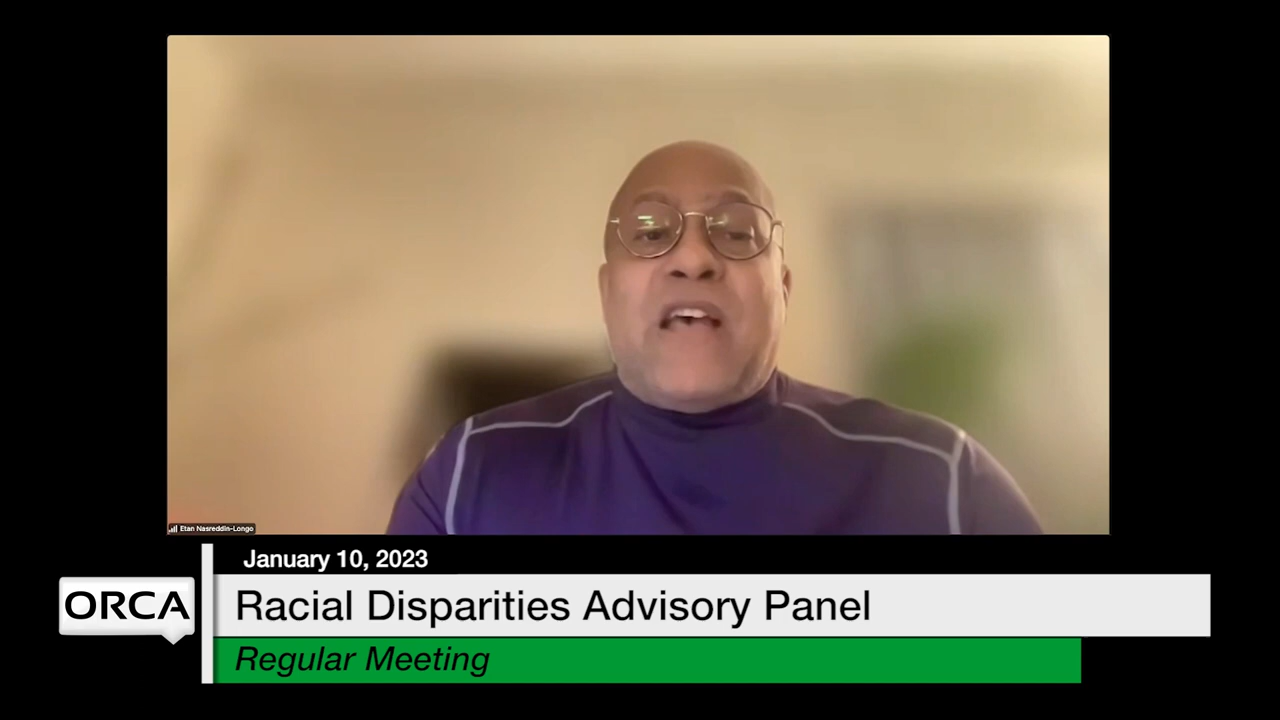 Etan Nasreddin-Longo
January 10, 2023
ORCA
Racial Disparities Advisory Panel
Regular Meeting